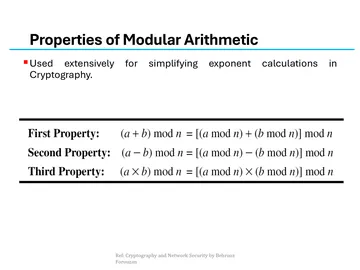 Properties of Modular Arithmetic
Used extensively for simplifying exponent calculations in
Cryptography.
First Property: (a + b) mod n = [(a mod n) + (b mod n)] mod n
Second Property: (a − b) mod n = [(a mod n) − (b mod n)] mod n
Third Property: (a × b) mod n = [(a mod n) × (b mod n)] mod n
Ref: Cryptography and Network Security by Behrouz
Forouzan